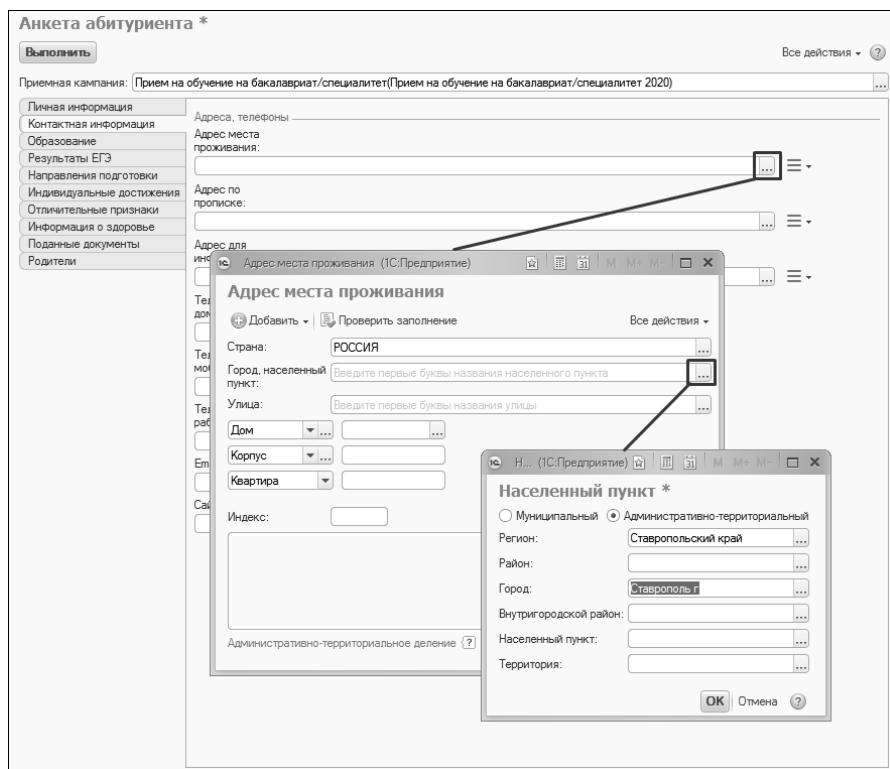 Анкета абитуриента *
Выполнить
Все действия
Приемная кампания: Прием на обучение на бакалавриат/специалитет(Прием на обучение на бакалавриат/специалитет 2020)
Личная информация
Контактная информация
Образование
Результаты ЕГЭ
Направления подготовки
Индивидуальные достижения
Отличительные признаки
Информация о здоровье
Поданные документы
Родители
Адреса, телефоны
Адрес места
проживания:
Адрес по
прописке:
Адрес для
Адрес места проживания (1С:Предприятие)
M M+ M-
Адрес места проживания
Добавить
Проверить заполнение
Все действия
Страна: РОССИЯ
Город, населенный
пункт:
Введите первые буквы названия населенного пункта
Улица: Введите первые буквы названия улицы
Дом
Корпус
Квартира
Индекс:
Административно-территориальное деление ?
Н... (1С:Предприятие)
M M+ M-
Населенный пункт *
Муниципальный Административно-территориальный
Регион: Ставропольский край
Район:
Город: Ставрополь г
Внутригородской район:
Населенный пункт:
Территория:
OK Отмена ?